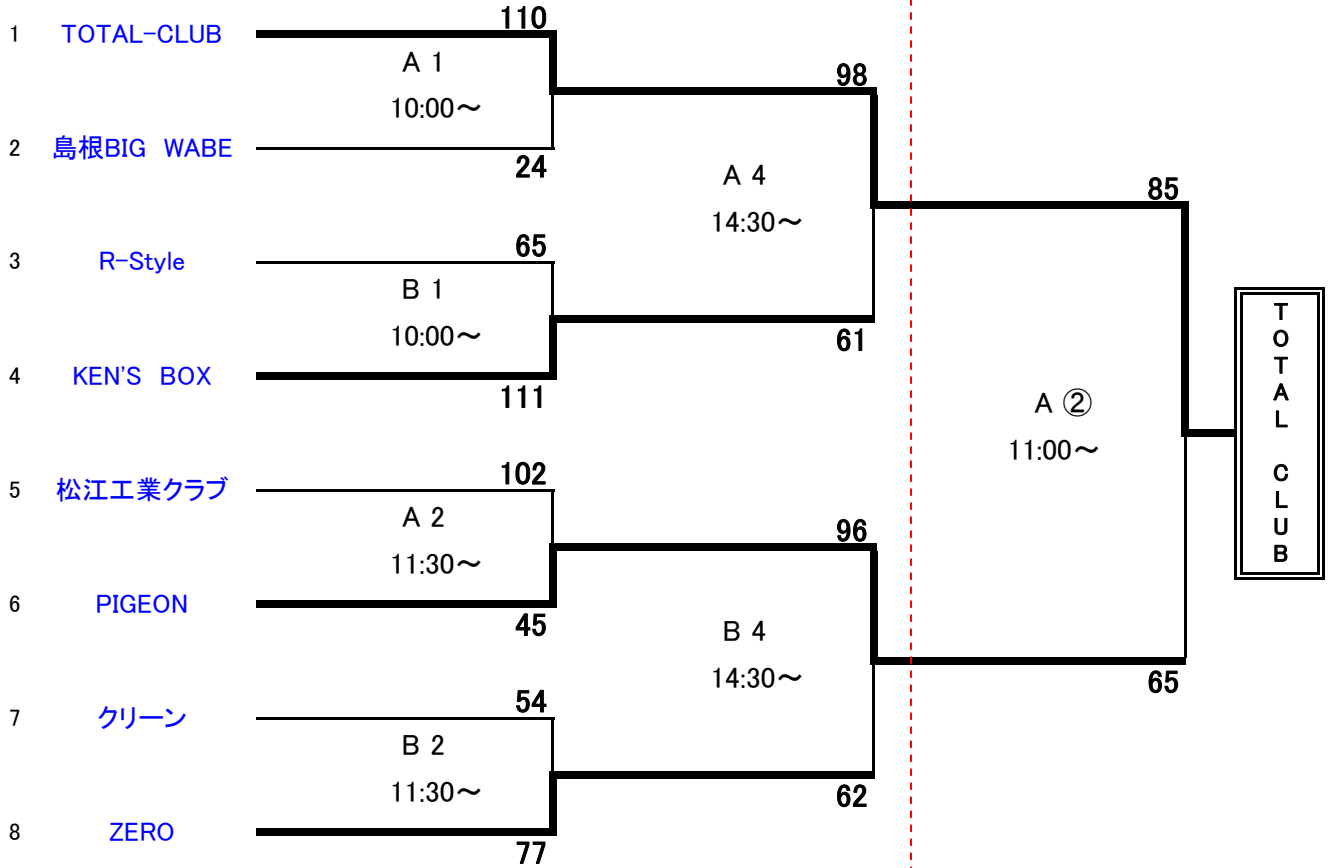 110
1 TOTAL-CLUB
A 1
98
10:00～
2 島根BIG WABE
24
A 4
85
14:30～
3 R-Style
65
B 1
10:00～
61
4 KEN'S BOX
111
A ②
11:00～
TOTAL CLUB
5 松江工業クラブ
102
A 2
96
11:30～
6 PIGEON
45
B 4
14:30～
65
7 クリーン
54
B 2
11:30～
62
8 ZERO
77